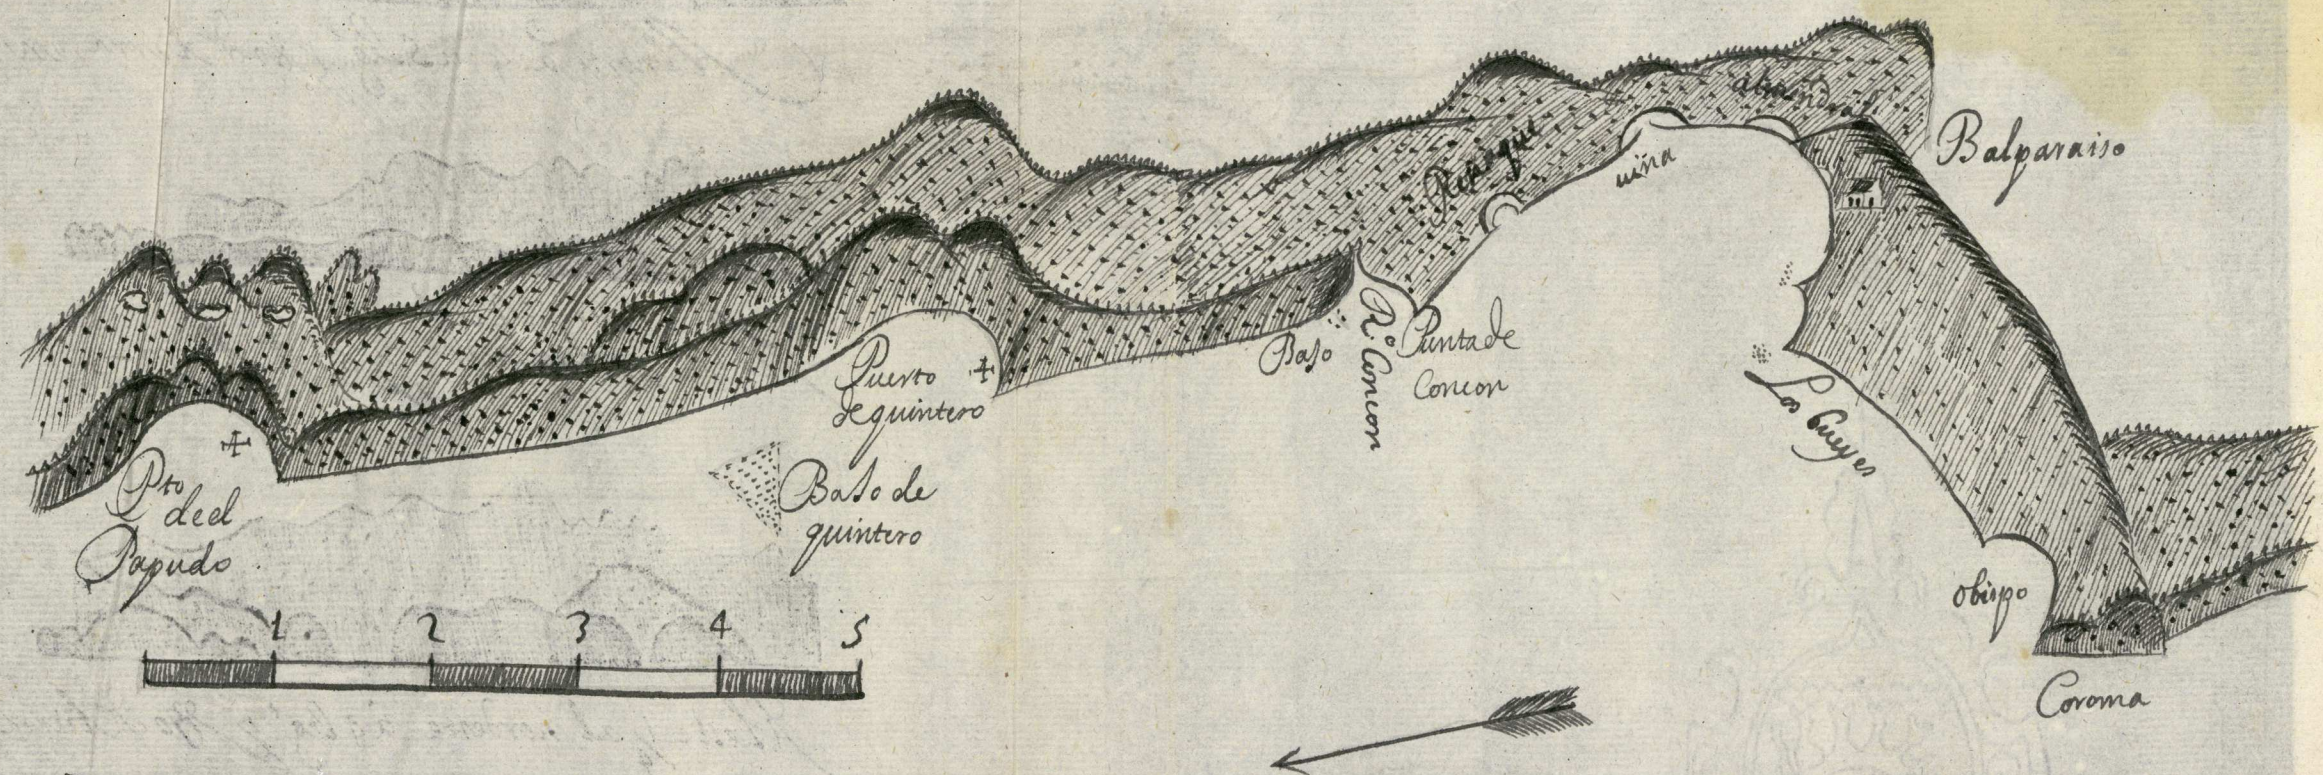 Pto
deel
Papudo
Puerto
de quintero
Baso de
quintero
Baso
Ro. Concon
Punta de
Concon
Reñaque
uiña
almendral
Balparaiso
Los Cueyes
obispo
Coroma
1 2 3 4 5